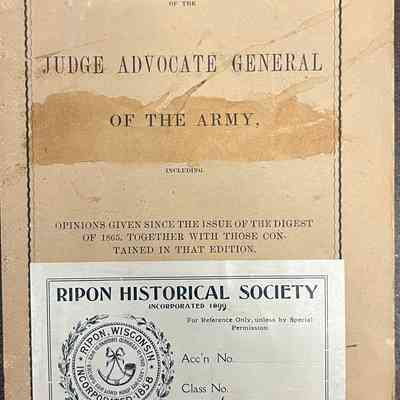 OF THE
JUDGE ADVOCATE GENERAL
OF THE ARMY,
INCLUDING
OPINIONS GIVEN SINCE THE ISSUE OF THE DIGEST
OF 1865, TOGETHER WITH THOSE CON-
TAINED IN THAT EDITION.
RIPON HISTORICAL SOCIETY
INCORPORATED 1899
For Reference Only, unless by Special
Permission
Acc'n No.
Class No.
RIPON, WISCONSIN
INCORPORATED 1858